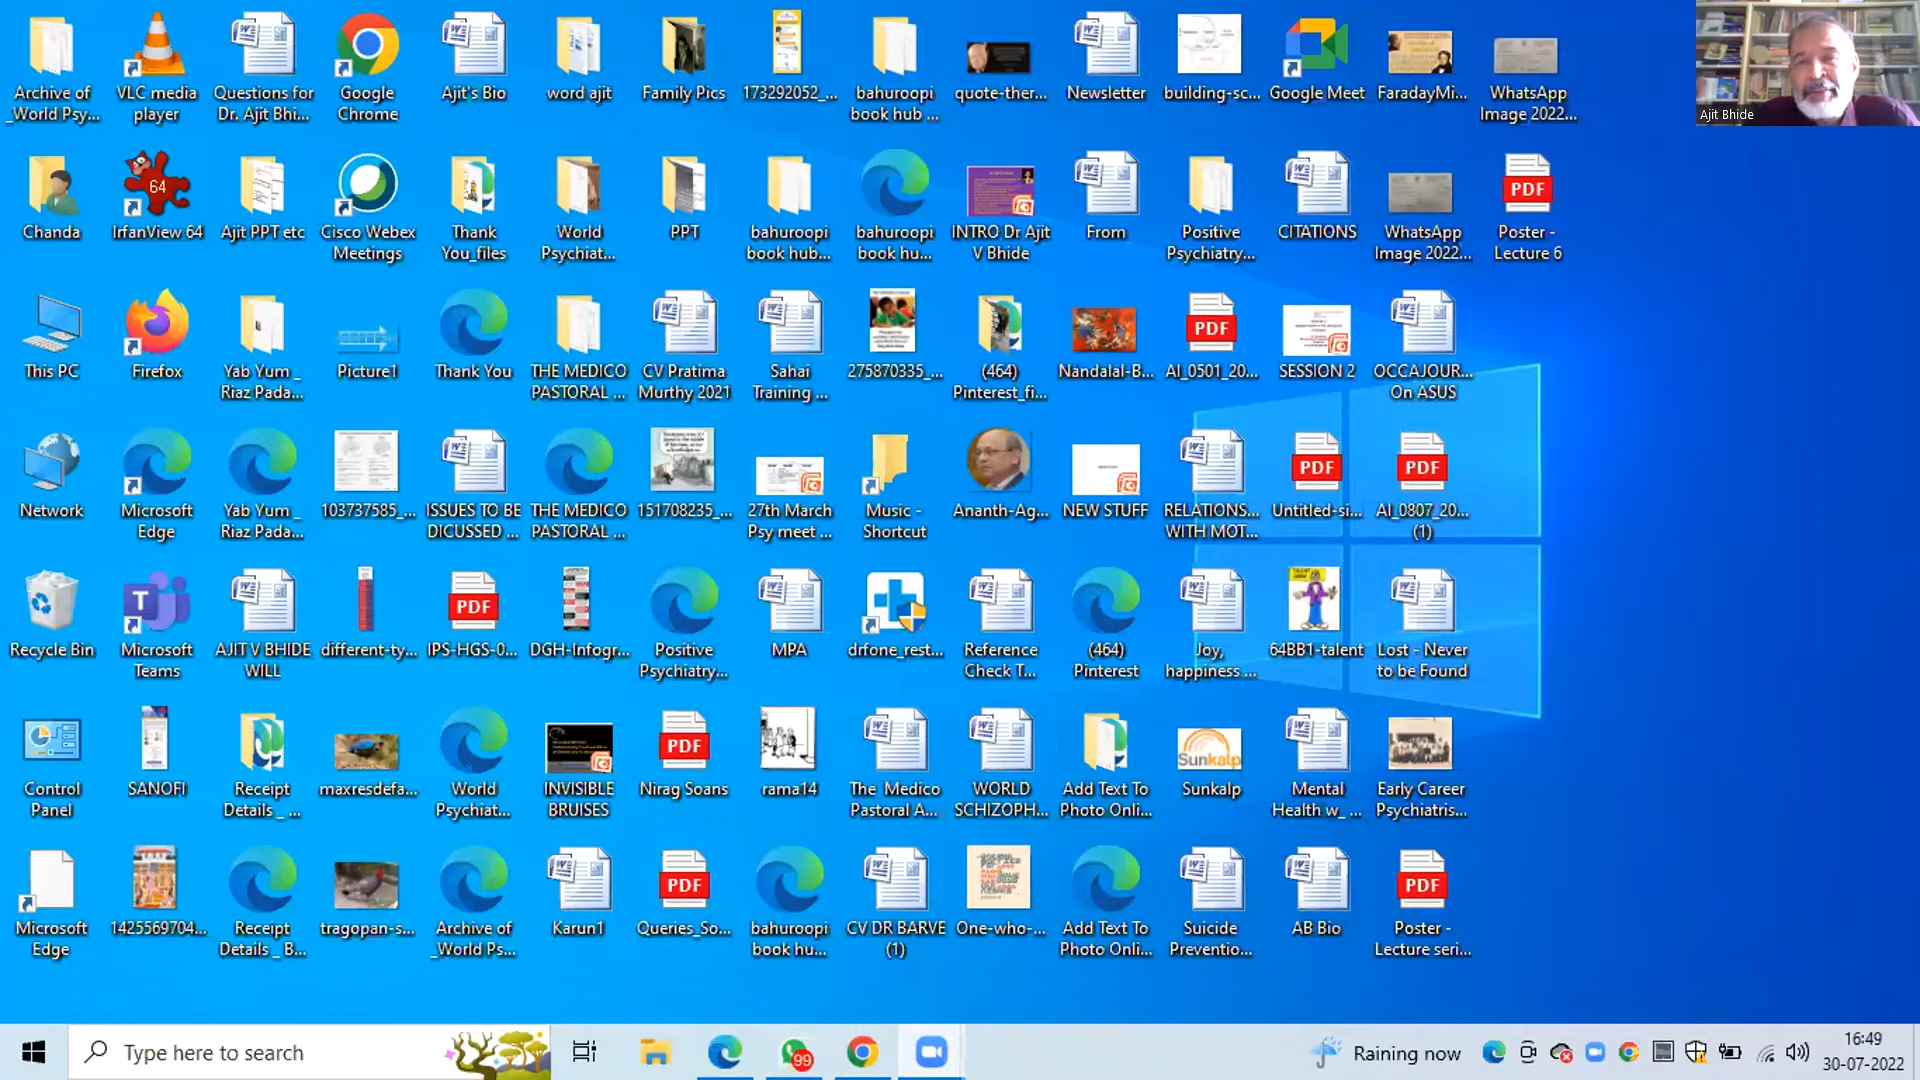 Archive of
_World Psy...
VLC media
player
Questions for
Dr. Ajit Bhi...
Google
Chrome
Ajit's Bio
word ajit
Family Pics
173292052_...
bahuroopi
book hub ...
quote-ther...
Newsletter
building-sc...
Google Meet
FaradayMi...
WhatsApp
Image 2022...
Ajit Bhide
Chanda
64
IrfanView 64
Ajit PPT etc
Cisco Webex
Meetings
Thank
You_files
World
Psychiat...
PPT
bahuroopi
book hub...
bahuroopi
book hu...
INTRO Dr Ajit
V Bhide
From
Positive
Psychiatry...
CITATIONS
WhatsApp
Image 2022...
PDF
Poster -
Lecture 6
This PC
Firefox
Yab Yum _
Riaz Pada...
Picture1
Thank You
THE MEDICO
PASTORAL ...
CV Pratima
Murthy 2021
Sahai
Training ...
275870335_...
(464)
Pinterest_fi...
Nandalal-B...
PDF
AI_0501_20...
SESSION 2
OCCAJOUR...
On ASUS
Network
Microsoft
Edge
Yab Yum _
Riaz Pada...
103737585_...
ISSUES TO BE
DICUSSED ...
THE MEDICO
PASTORAL ...
151708235_...
27th March
Psy meet ...
Music -
Shortcut
Ananth-Ag...
NEW STUFF
RELATIONS...
WITH MOT...
PDF
Untitled-si...
PDF
AI_0807_20...
(1)
Recycle Bin
T
Microsoft
Teams
AJIT V BHIDE
WILL
different-ty...
PDF
IPS-HGS-0...
DGH-Infogr...
Positive
Psychiatry...
MPA
drfone_rest...
Reference
Check T...
(464)
Pinterest
Joy,
happiness ...
64BB1-talent
Lost - Never
to be Found
Control
Panel
SANOFI
Receipt
Details _ ...
maxresdefa...
World
Psychiat...
INVISIBLE
BRUISES
PDF
Nirag Soans
rama14
The Medico
Pastoral A...
WORLD
SCHIZOPH...
Add Text To
Photo Onli...
Sunkalp
Sunkalp
Mental
Health w_ ...
Early Career
Psychiatris...
Microsoft
Edge
1425569704...
Receipt
Details _ B...
tragopan-s...
Archive of
_World Ps...
Karun1
PDF
Queries_So...
bahuroopi
book hu...
CV DR BARVE
(1)
One-who-...
Add Text To
Photo Onli...
Suicide
Preventio...
AB Bio
PDF
Poster -
Lecture seri...
Type here to search
99
Raining now
16:49
30-07-2022